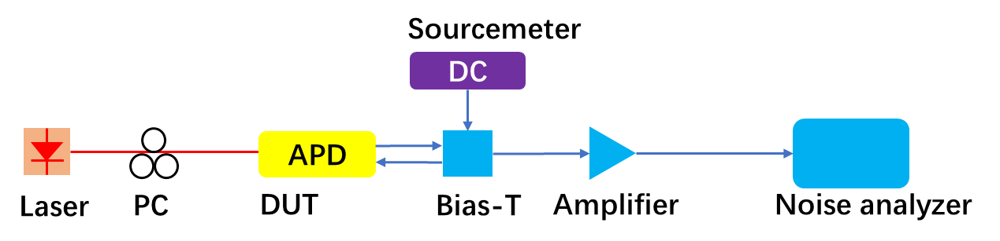 Sourcemeter
DC
APD
Laser
PC
DUT
Bias-T
Amplifier
Noise analyzer